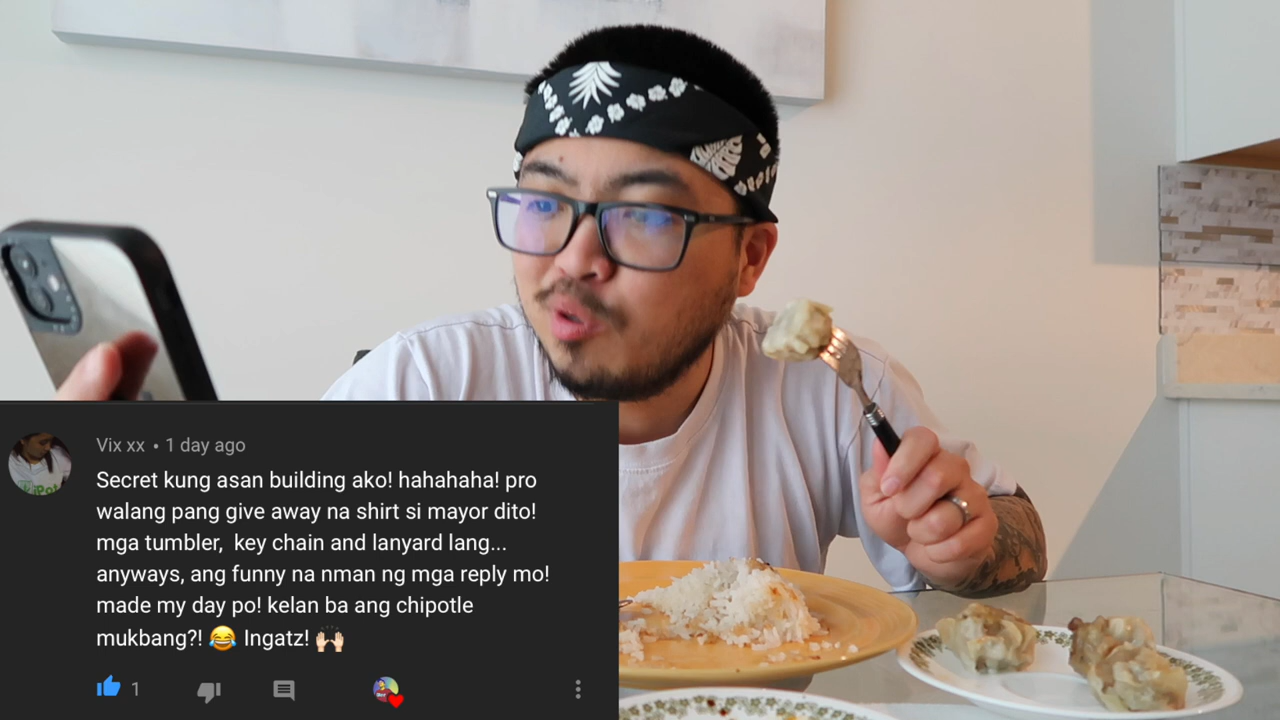 Vix xx • 1 day ago
Secret kung asan building ako! hahahaha! pro
walang pang give away na shirt si mayor dito!
mga tumbler, key chain and lanyard lang...
anyways, ang funny na nman ng mga reply mo!
made my day po! kelan ba ang chipotle
mukbang?! 😂 Ingatz! 🙌🏻
1